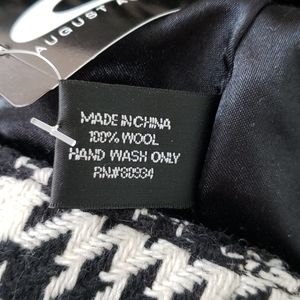 AUGUST
MADE IN CHINA
100% WOOL
HAND WASH ONLY
RN#80934